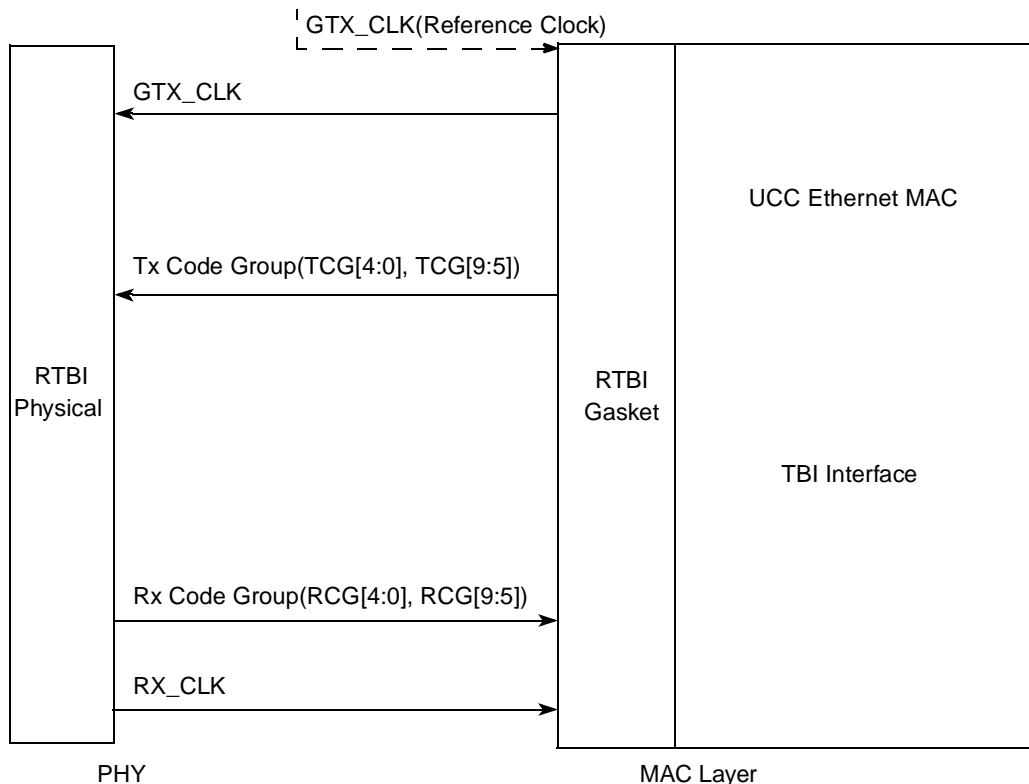 GTX_CLK(Reference Clock)
GTX_CLK
UCC Ethernet MAC
Tx Code Group(TCG[4:0], TCG[9:5])
RTBI
Physical
RTBI
Gasket
TBI Interface
Rx Code Group(RCG[4:0], RCG[9:5])
RX_CLK
PHY
MAC Layer